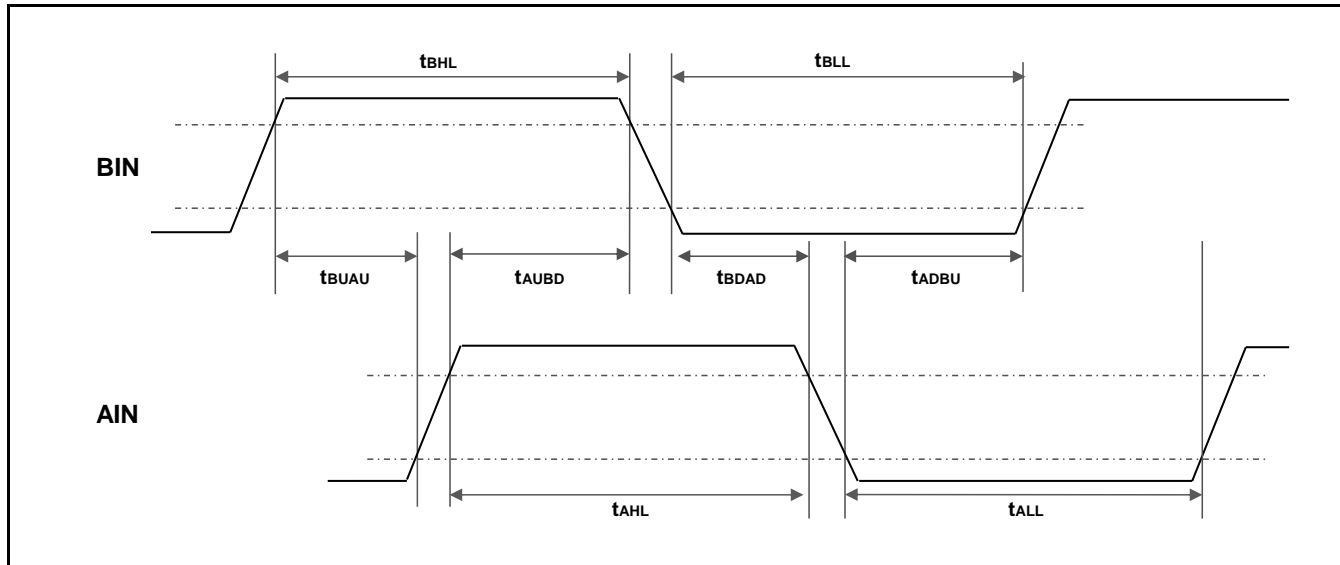 tBHL
tBLL
BIN
tBUAU
tAUBD
tBDAD
tADBU
AIN
tAHL
tALL